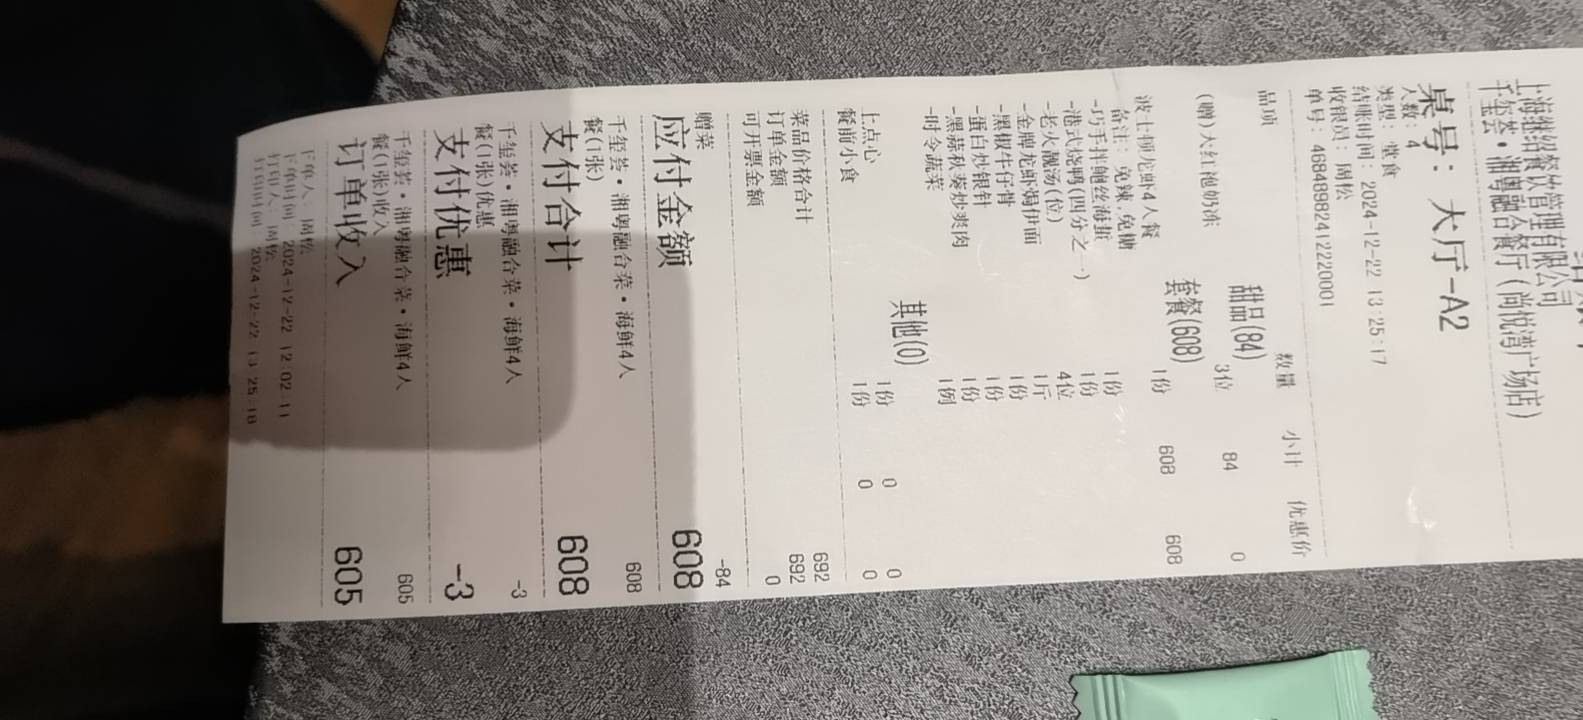 结账单
上海继绍餐饮管理有限公司
千玺荟·湘粤融合餐厅(尚悦湾广场店)
桌号: 大厅-A2
人数: 4
类型: 堂食
结账时间: 2024-12-22 13:25:17
收银员: 周松
单号: 46848982412220001
品项 数量 小计 优惠价
甜品(84)
(赠)大红袍奶冻 3位 84 0
套餐(608)
波士顿龙虾4人餐 1份 608 608
备注: 免辣、免糖
-巧手拌鲍丝海蜇 1份
-港式烧鸭(四分之一) 1份
-老火靓汤(位) 4位
-金牌龙虾焗伊面 1斤
-黑椒牛仔骨 1份
-蛋白炒银针 1份
-黑蒜秋葵炒爽肉 1份
-时令蔬菜 1例
其他(0)
上点心 1份 0 0
餐前小食 1份 0 0
菜品价格合计 692
订单金额 692
可开票金额 0
赠菜 -84
应付金额 608
千玺荟·湘粤融合菜·海鲜4人 608
餐(1张)
支付合计 608
千玺荟·湘粤融合菜·海鲜4人 -3
餐(1张)优惠
支付优惠 -3
千玺荟·湘粤融合菜·海鲜4人 605
餐(1张)收入
订单收入 605
下单人: 周松
下单时间: 2024-12-22 12:02:11
打印人: 周松
打印时间: 2024-12-22 13:25:18